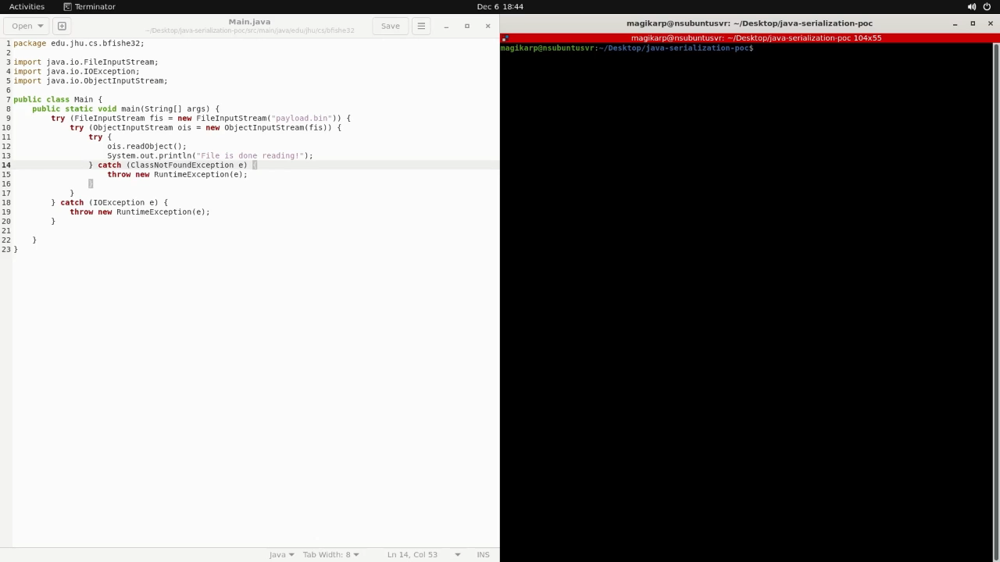 Activities Terminator Dec 6 18:44
Open Main.java Save
~/Desktop/java-serialization-poc/src/main/java/edu/jhu/cs/bfishe32
1 package edu.jhu.cs.bfishe32;
2
3 import java.io.FileInputStream;
4 import java.io.IOException;
5 import java.io.ObjectInputStream;
6
7 public class Main {
8     public static void main(String[] args) {
9         try (FileInputStream fis = new FileInputStream("payload.bin")) {
10             try (ObjectInputStream ois = new ObjectInputStream(fis)) {
11                 try {
12                     ois.readObject();
13                     System.out.println("File is done reading!");
14                 } catch (ClassNotFoundException e) {
15                     throw new RuntimeException(e);
16                 }
17             }
18         } catch (IOException e) {
19             throw new RuntimeException(e);
20         }
21
22     }
23 }
Java Tab Width: 8 Ln 14, Col 53 INS
magikarp@nsubuntusvr: ~/Desktop/java-serialization-poc
magikarp@nsubuntusvr: ~/Desktop/java-serialization-poc 104x55
magikarp@nsubuntusvr:~/Desktop/java-serialization-poc$